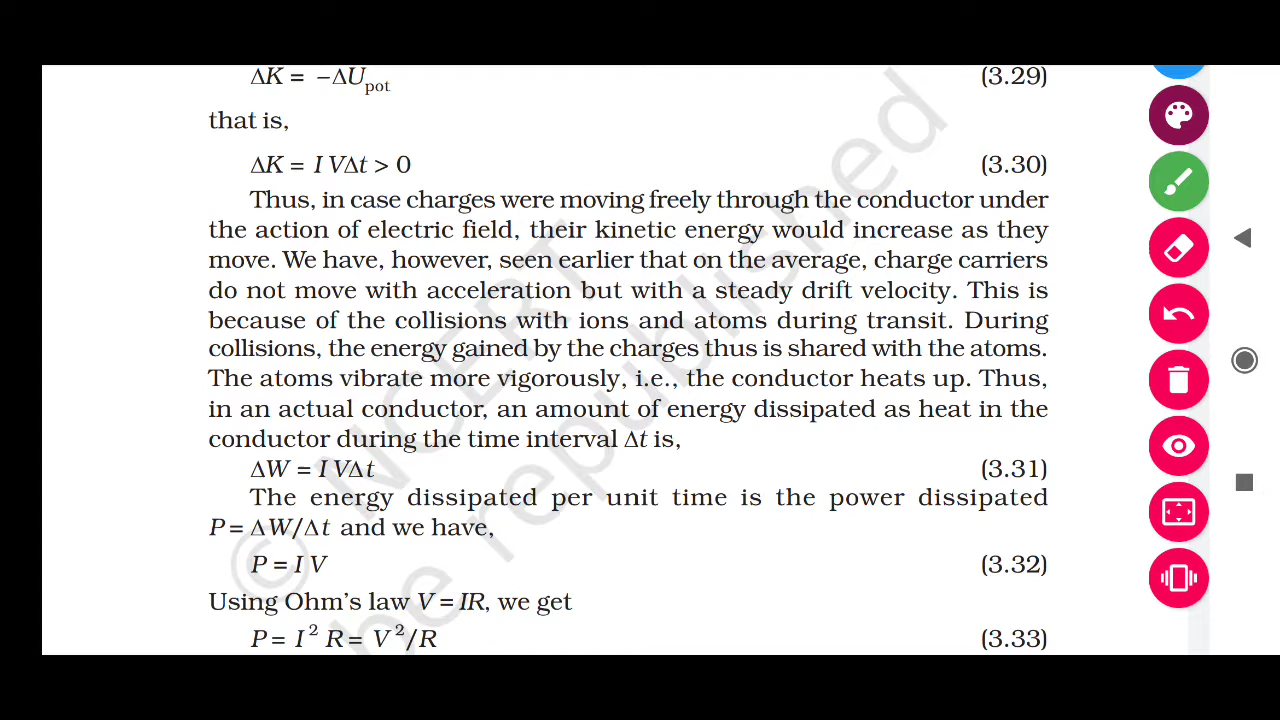 ΔK = −ΔU_pot (3.29)
that is,
ΔK = I VΔt > 0 (3.30)
Thus, in case charges were moving freely through the conductor under
the action of electric field, their kinetic energy would increase as they
move. We have, however, seen earlier that on the average, charge carriers
do not move with acceleration but with a steady drift velocity. This is
because of the collisions with ions and atoms during transit. During
collisions, the energy gained by the charges thus is shared with the atoms.
The atoms vibrate more vigorously, i.e., the conductor heats up. Thus,
in an actual conductor, an amount of energy dissipated as heat in the
conductor during the time interval Δt is,
ΔW = I VΔt (3.31)
The energy dissipated per unit time is the power dissipated
P = ΔW/Δt and we have,
P = I V (3.32)
Using Ohm's law V = IR, we get
P = I² R = V²/R (3.33)
© NCERT
be republished